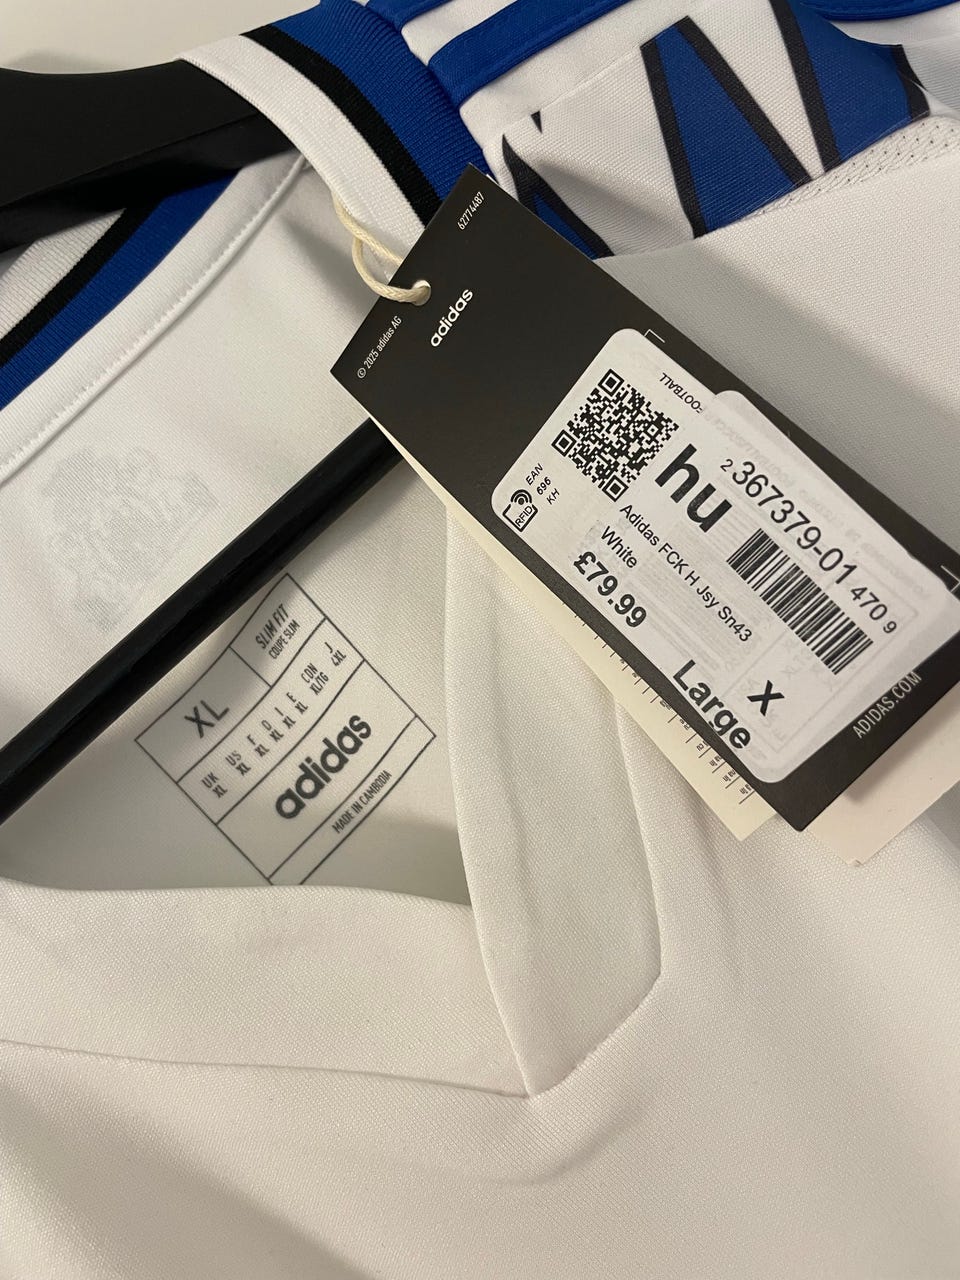 62774487
adidas
© 2025 adidas AG
FOOTBALL
EAN
696
KH
RFID
hu
2 367379-01 470 9
Adidas FCK H Jsy Sn43
White
£79.99
X
Large
ADIDAS.COM
XL
SLIM FIT
COUPE SLIM
UK US F D I E CON J
XL XL XL XL XL XL XL/TG 4XL
adidas
MADE IN CAMBODIA